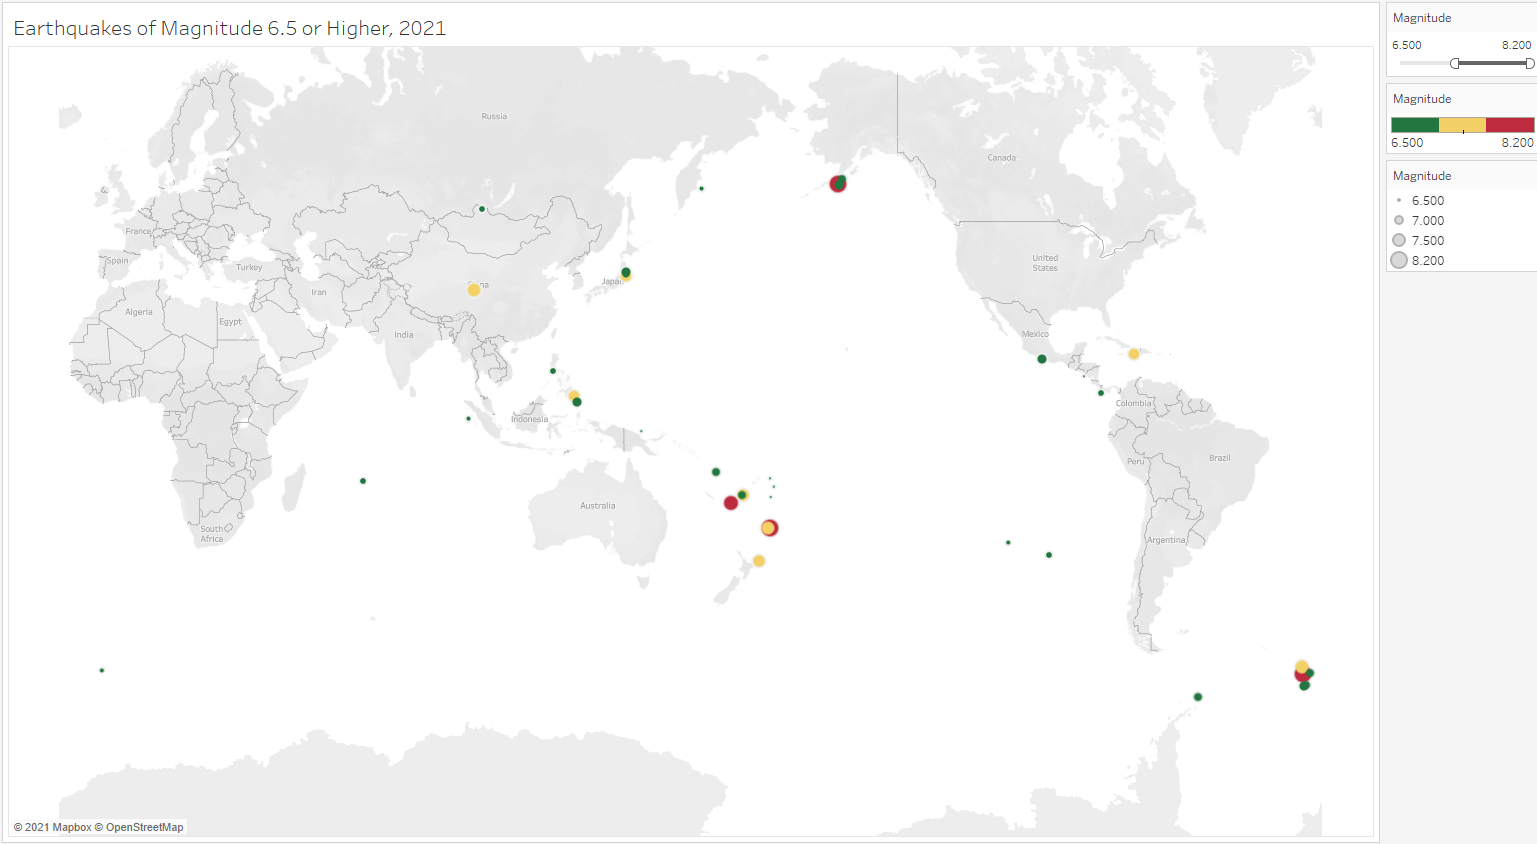 Earthquakes of Magnitude 6.5 or Higher, 2021
Russia
Canada
France
Spain
Turkey
Iran
Algeria
Egypt
India
Japan
United
States
Mexico
Colombia
Indonesia
Peru
Brazil
Australia
South
Africa
Argentina
© 2021 Mapbox © OpenStreetMap
Magnitude
6.500 8.200
Magnitude
6.500 8.200
Magnitude
6.500
7.000
7.500
8.200